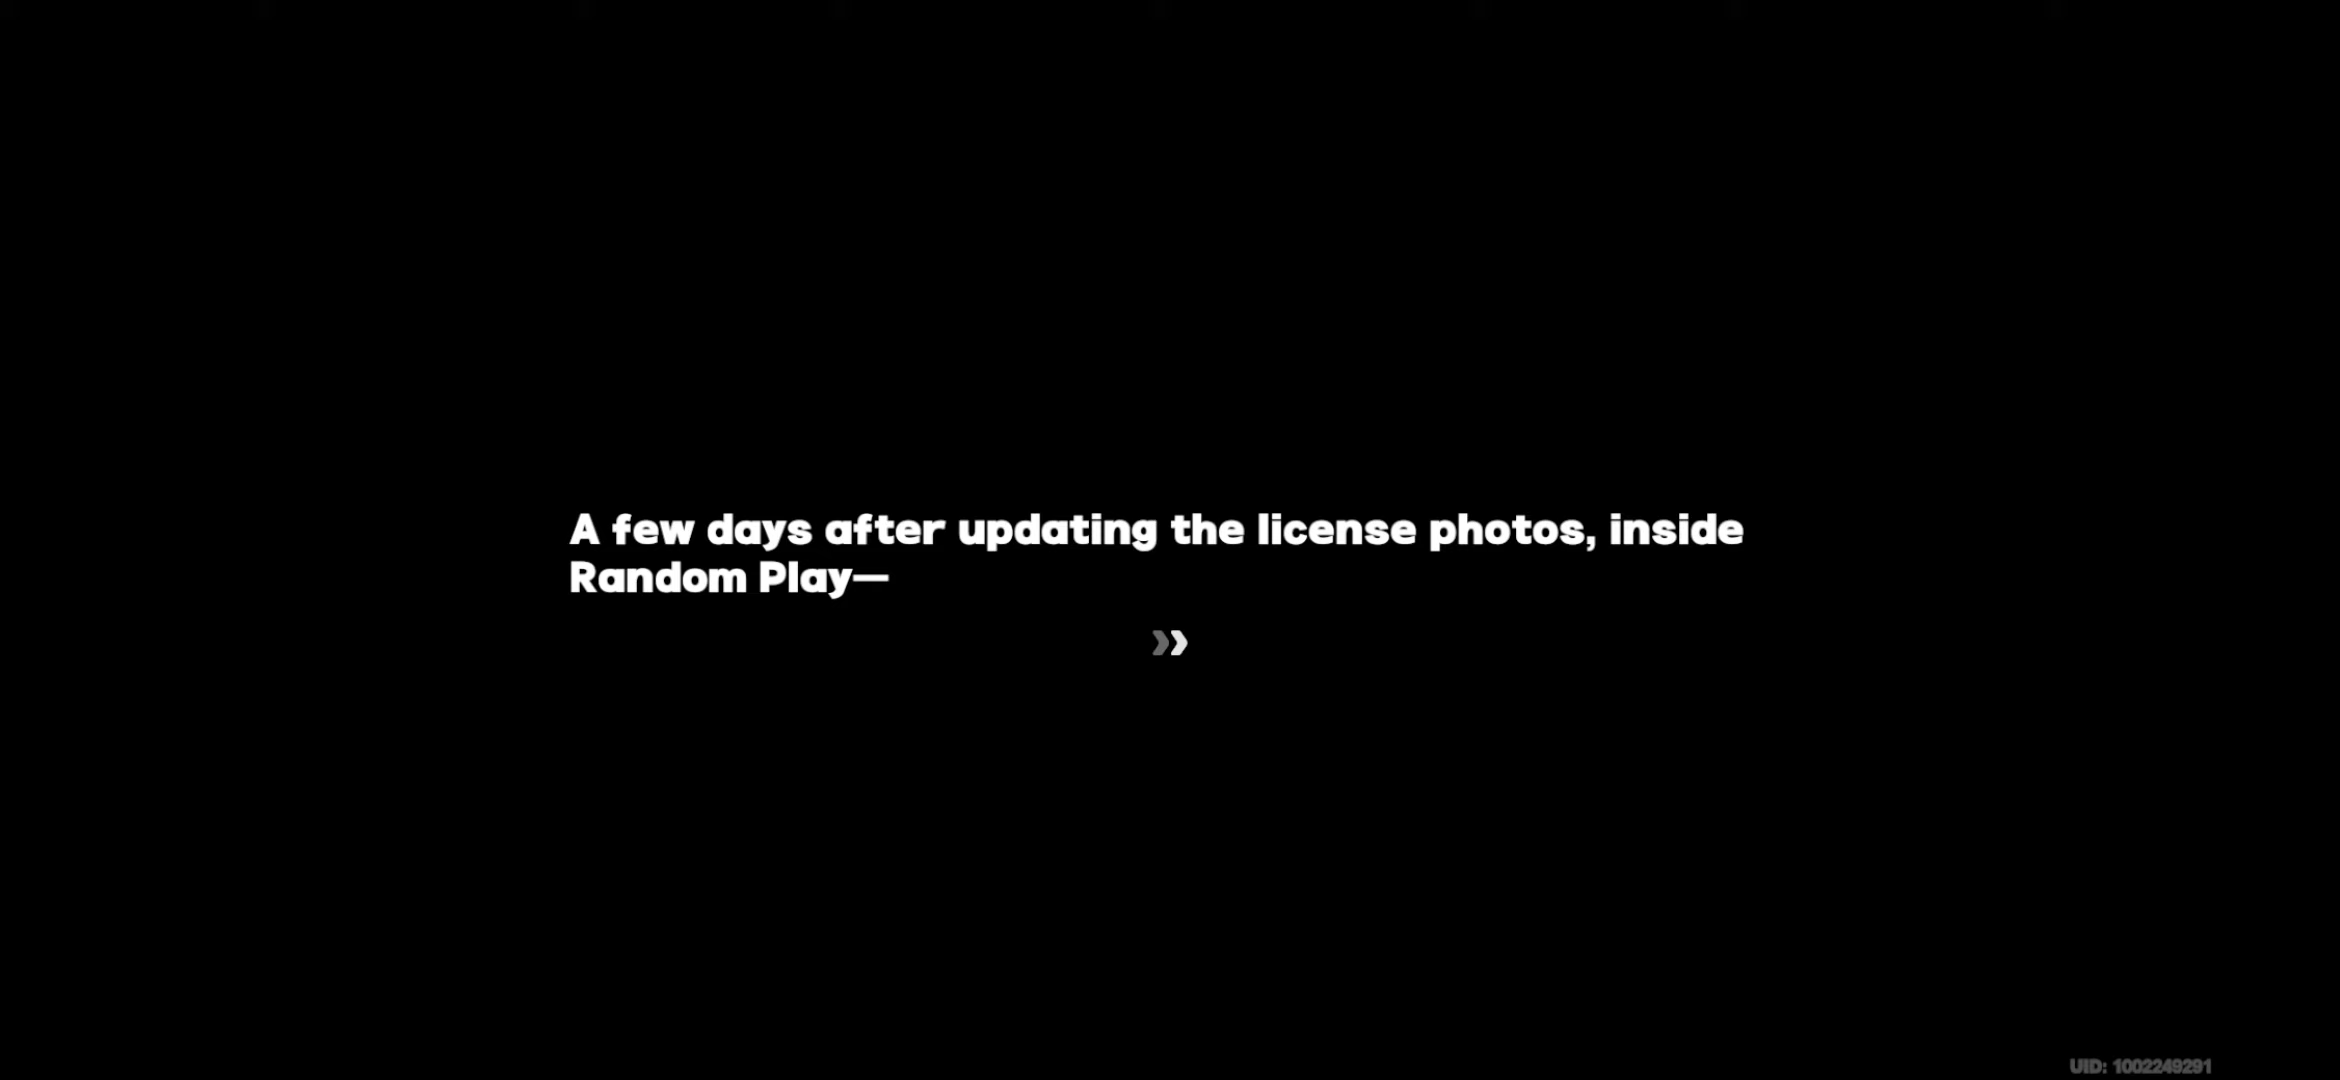 A few days after updating the license photos, inside
Random Play—
UID: 1002249291